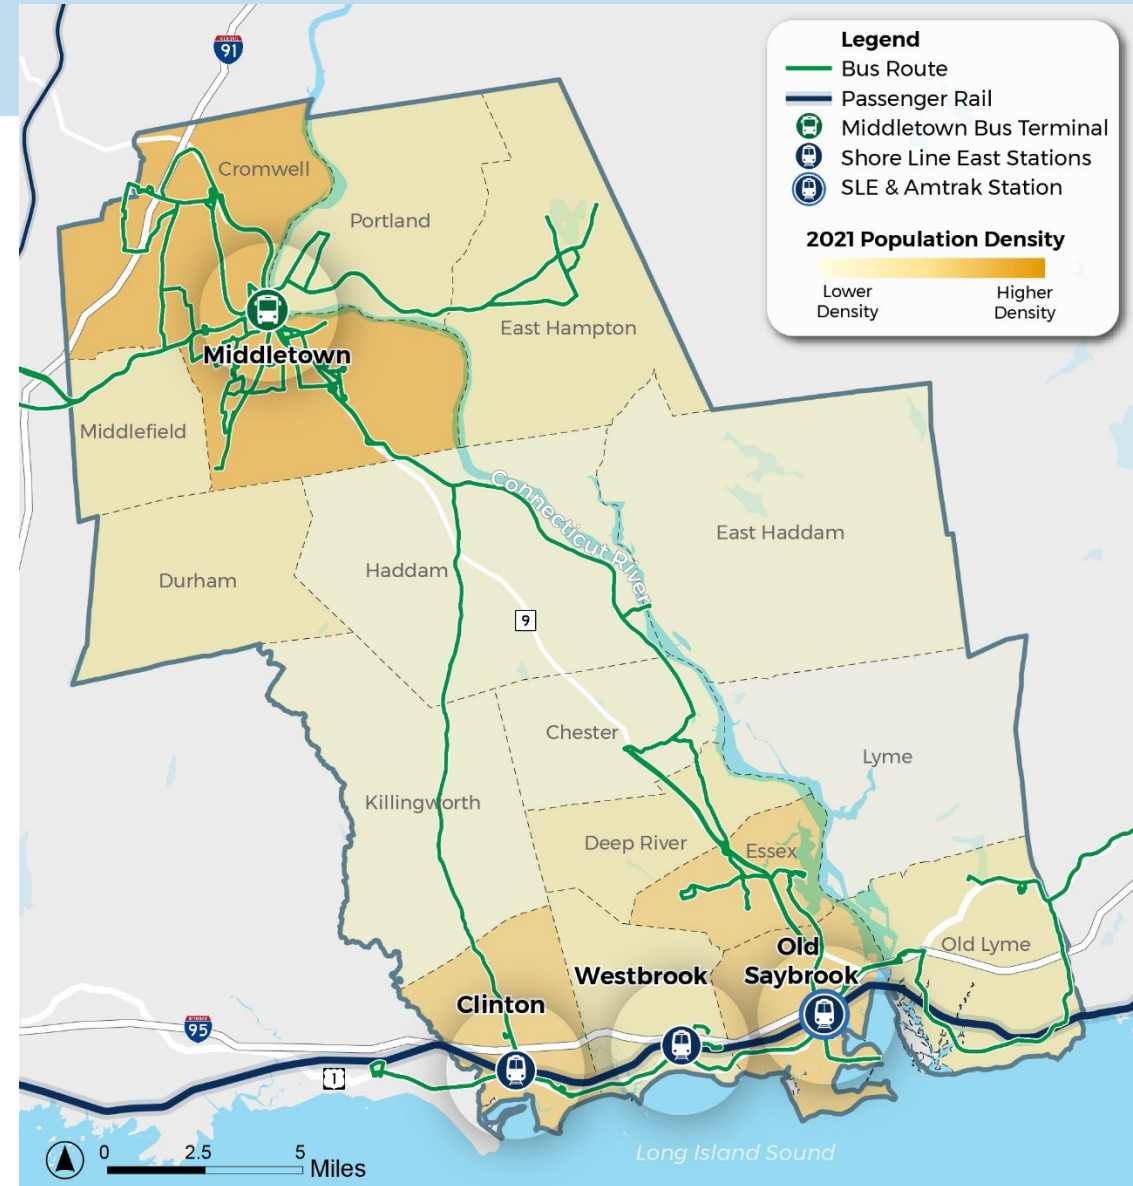 Legend
Bus Route
Passenger Rail
Middletown Bus Terminal
Shore Line East Stations
SLE & Amtrak Station
2021 Population Density
Lower
Density
Higher
Density
INTERSTATE
91
Cromwell
Portland
East Hampton
Middletown
Middlefield
Connecticut River
East Haddam
Haddam
Durham
9
Chester
Lyme
Killingworth
Deep River
Essex
Old Lyme
Old
Saybrook
Westbrook
Clinton
INTERSTATE
95
1
Long Island Sound
0 2.5 5 Miles